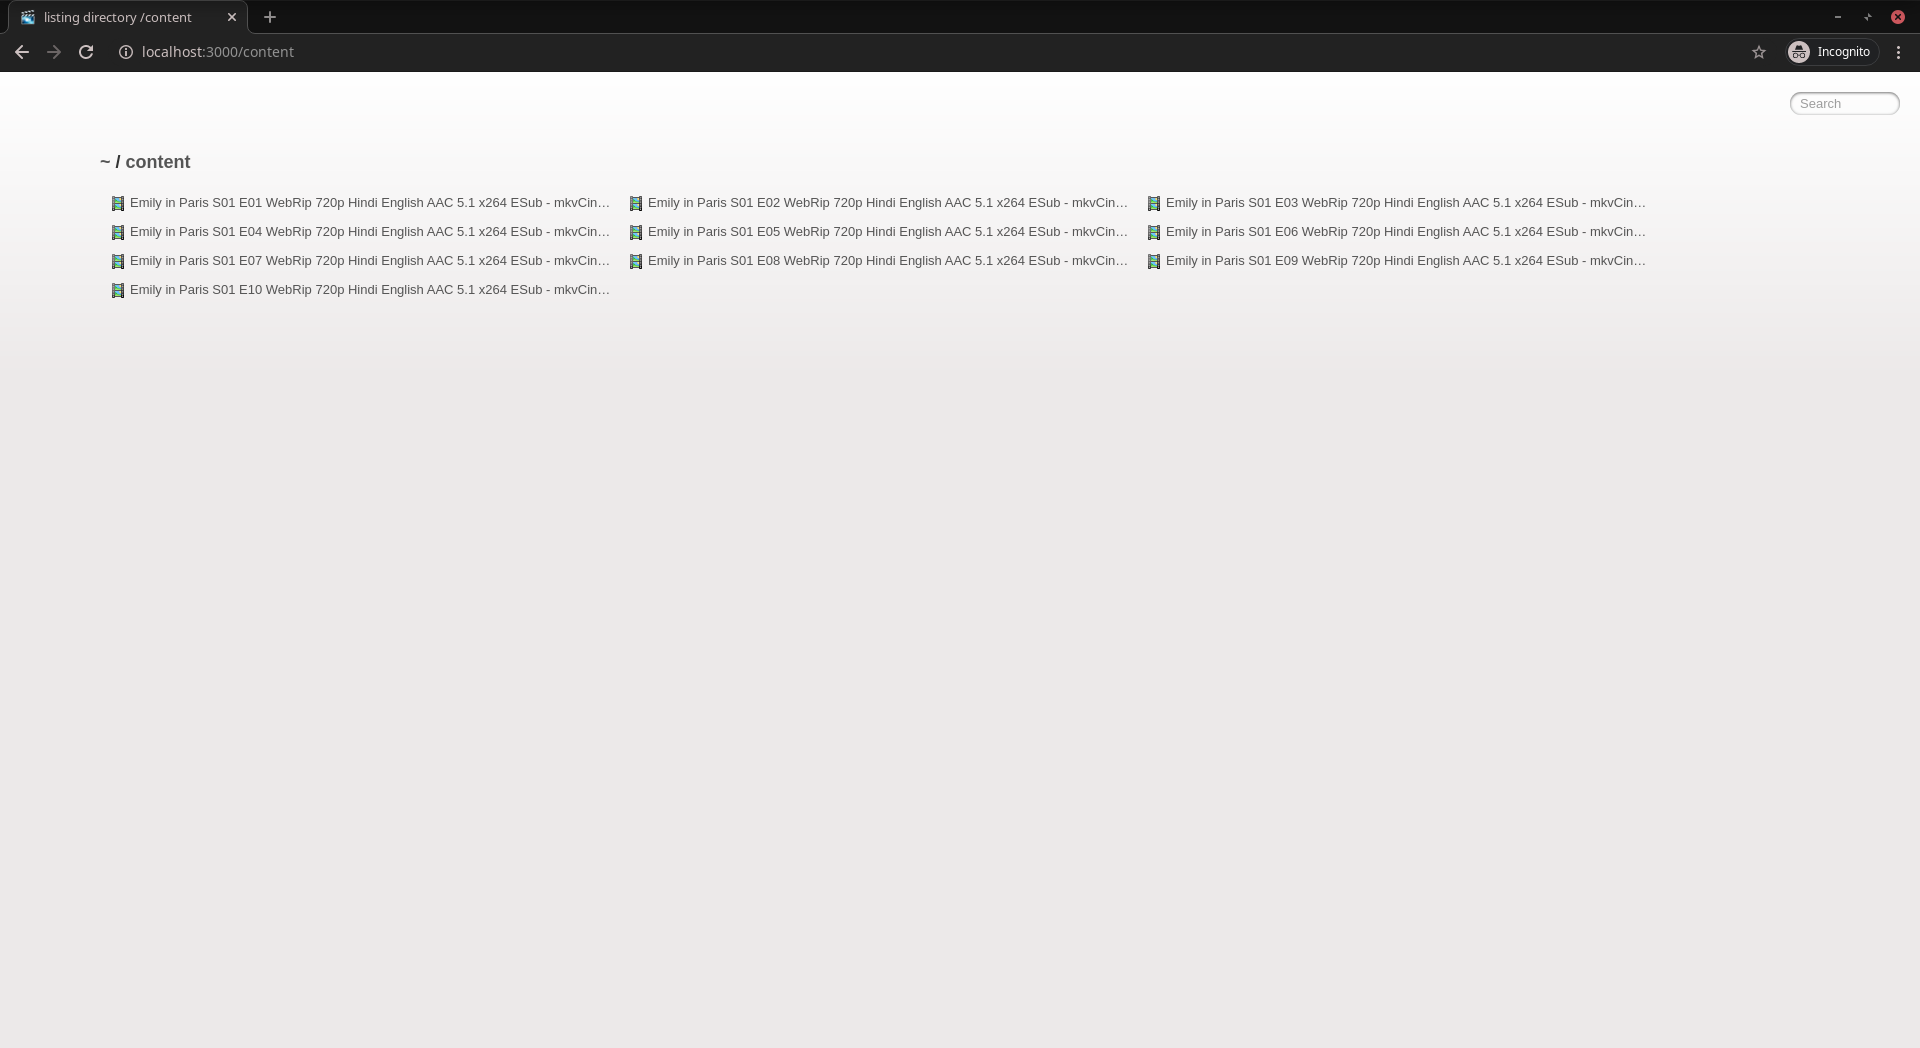 listing directory /content
localhost:3000/content
Incognito
Search
~ / content
Emily in Paris S01 E01 WebRip 720p Hindi English AAC 5.1 x264 ESub - mkvCin…
Emily in Paris S01 E02 WebRip 720p Hindi English AAC 5.1 x264 ESub - mkvCin…
Emily in Paris S01 E03 WebRip 720p Hindi English AAC 5.1 x264 ESub - mkvCin…
Emily in Paris S01 E04 WebRip 720p Hindi English AAC 5.1 x264 ESub - mkvCin…
Emily in Paris S01 E05 WebRip 720p Hindi English AAC 5.1 x264 ESub - mkvCin…
Emily in Paris S01 E06 WebRip 720p Hindi English AAC 5.1 x264 ESub - mkvCin…
Emily in Paris S01 E07 WebRip 720p Hindi English AAC 5.1 x264 ESub - mkvCin…
Emily in Paris S01 E08 WebRip 720p Hindi English AAC 5.1 x264 ESub - mkvCin…
Emily in Paris S01 E09 WebRip 720p Hindi English AAC 5.1 x264 ESub - mkvCin…
Emily in Paris S01 E10 WebRip 720p Hindi English AAC 5.1 x264 ESub - mkvCin…